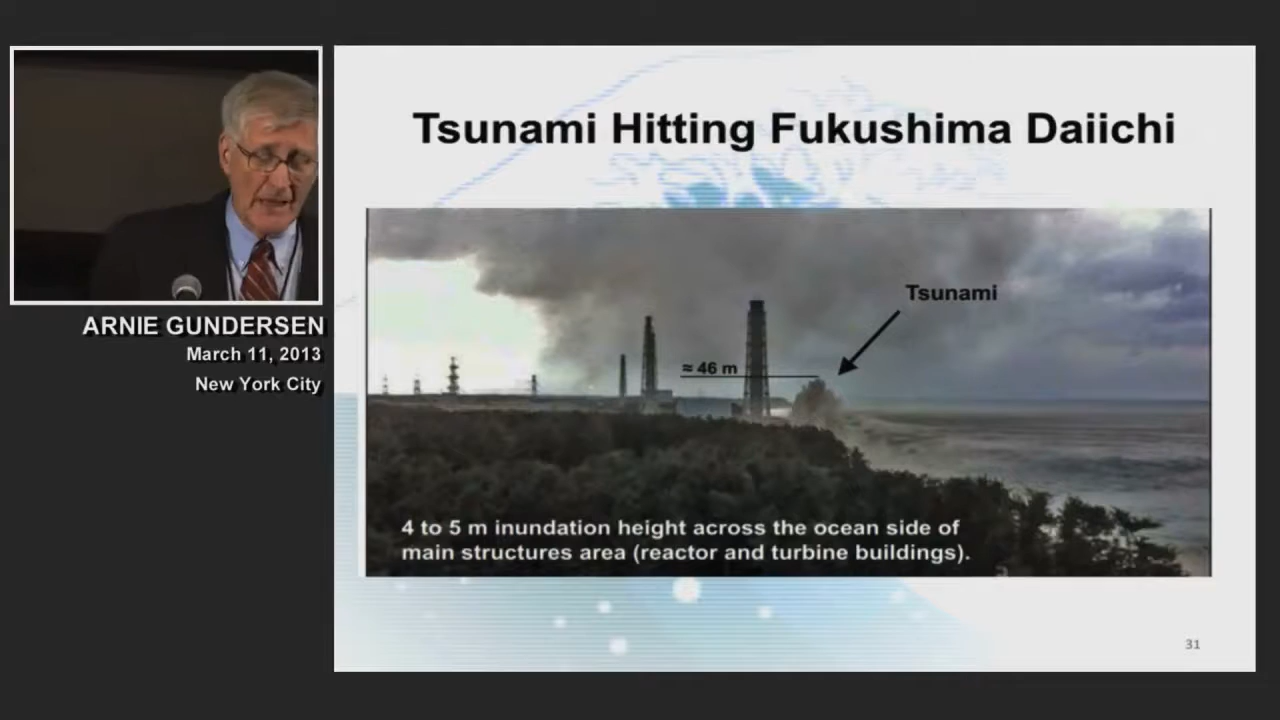 Tsunami Hitting Fukushima Daiichi
Tsunami
≈ 46 m
4 to 5 m inundation height across the ocean side of
main structures area (reactor and turbine buildings).
31
ARNIE GUNDERSEN
March 11, 2013
New York City